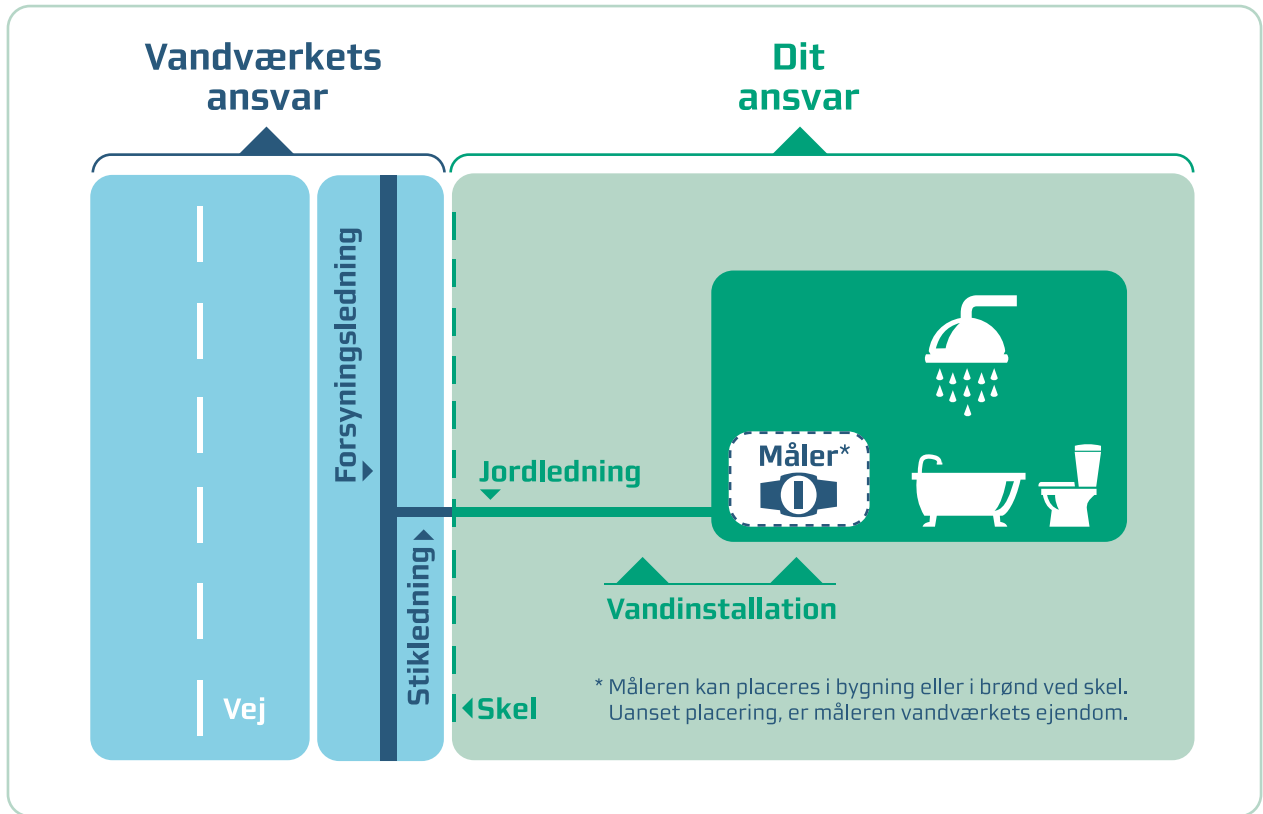 Vandværkets
ansvar
Dit
ansvar
Forsyningsledning
Måler*
Jordledning
Stikledning
Vandinstallation
Vej
Skel
* Måleren kan placeres i bygning eller i brønd ved skel.
Uanset placering, er måleren vandværkets ejendom.